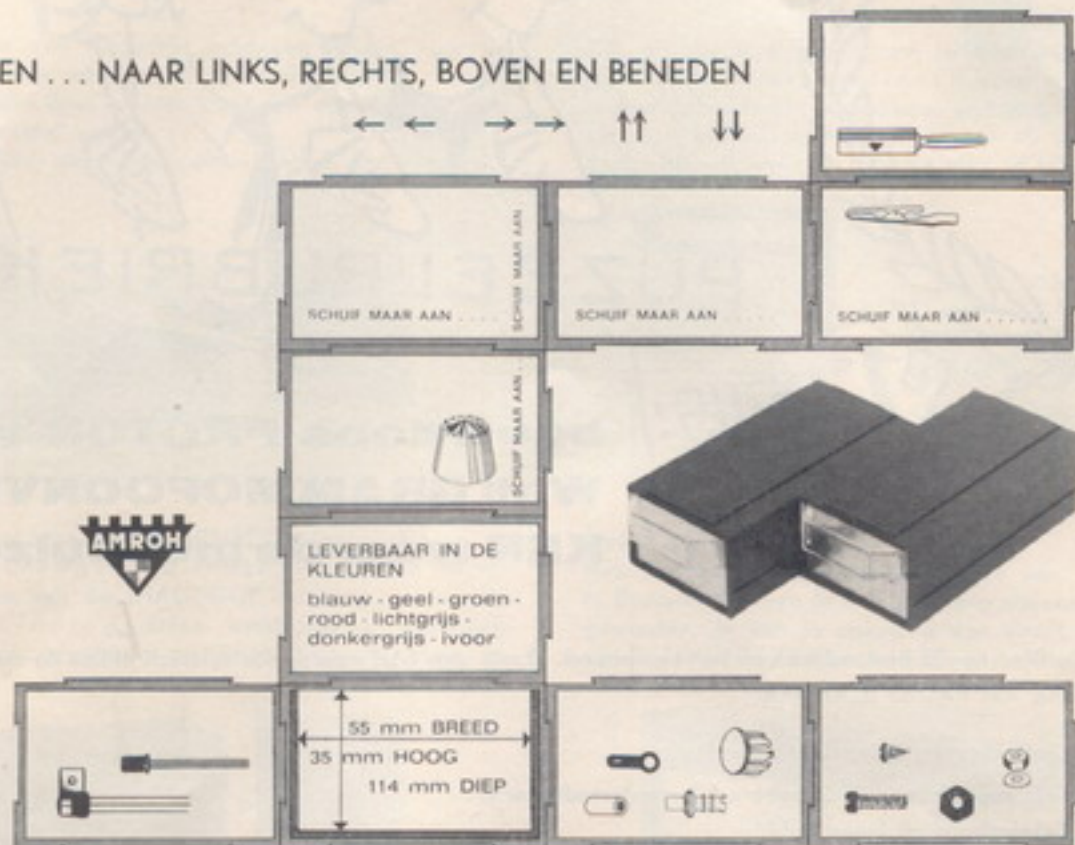 EN . . . NAAR LINKS, RECHTS, BOVEN EN BENEDEN
← ← → → ↑↑ ↓↓
SCHUIF MAAR AAN . . . .
SCHUIF MAAR AAN
SCHUIF MAAR AAN . . . . .
SCHUIF MAAR AAN . . . . . .
SCHUIF MAAR AAN . .
AMROH
LEVERBAAR IN DE
KLEUREN
blauw - geel - groen -
rood - lichtgrijs -
donkergrijs - ivoor
55 mm BREED
35 mm HOOG
114 mm DIEP